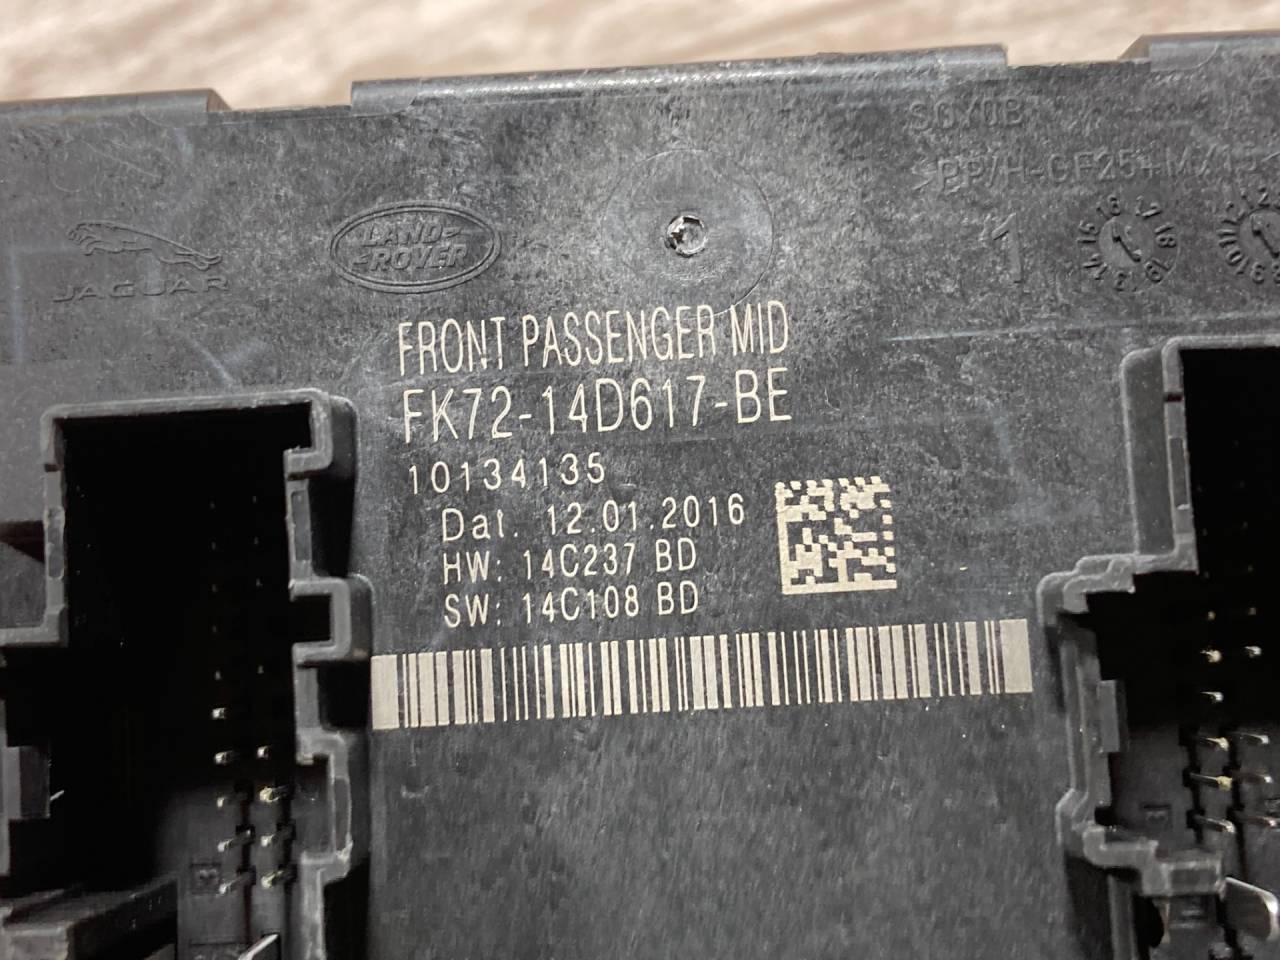 JAGUAR
LAND
ROVER
1
FRONT PASSENGER MID
FK72-14D617-BE
10134135
Dat. 12.01.2016
HW: 14C237 BD
SW: 14C108 BD